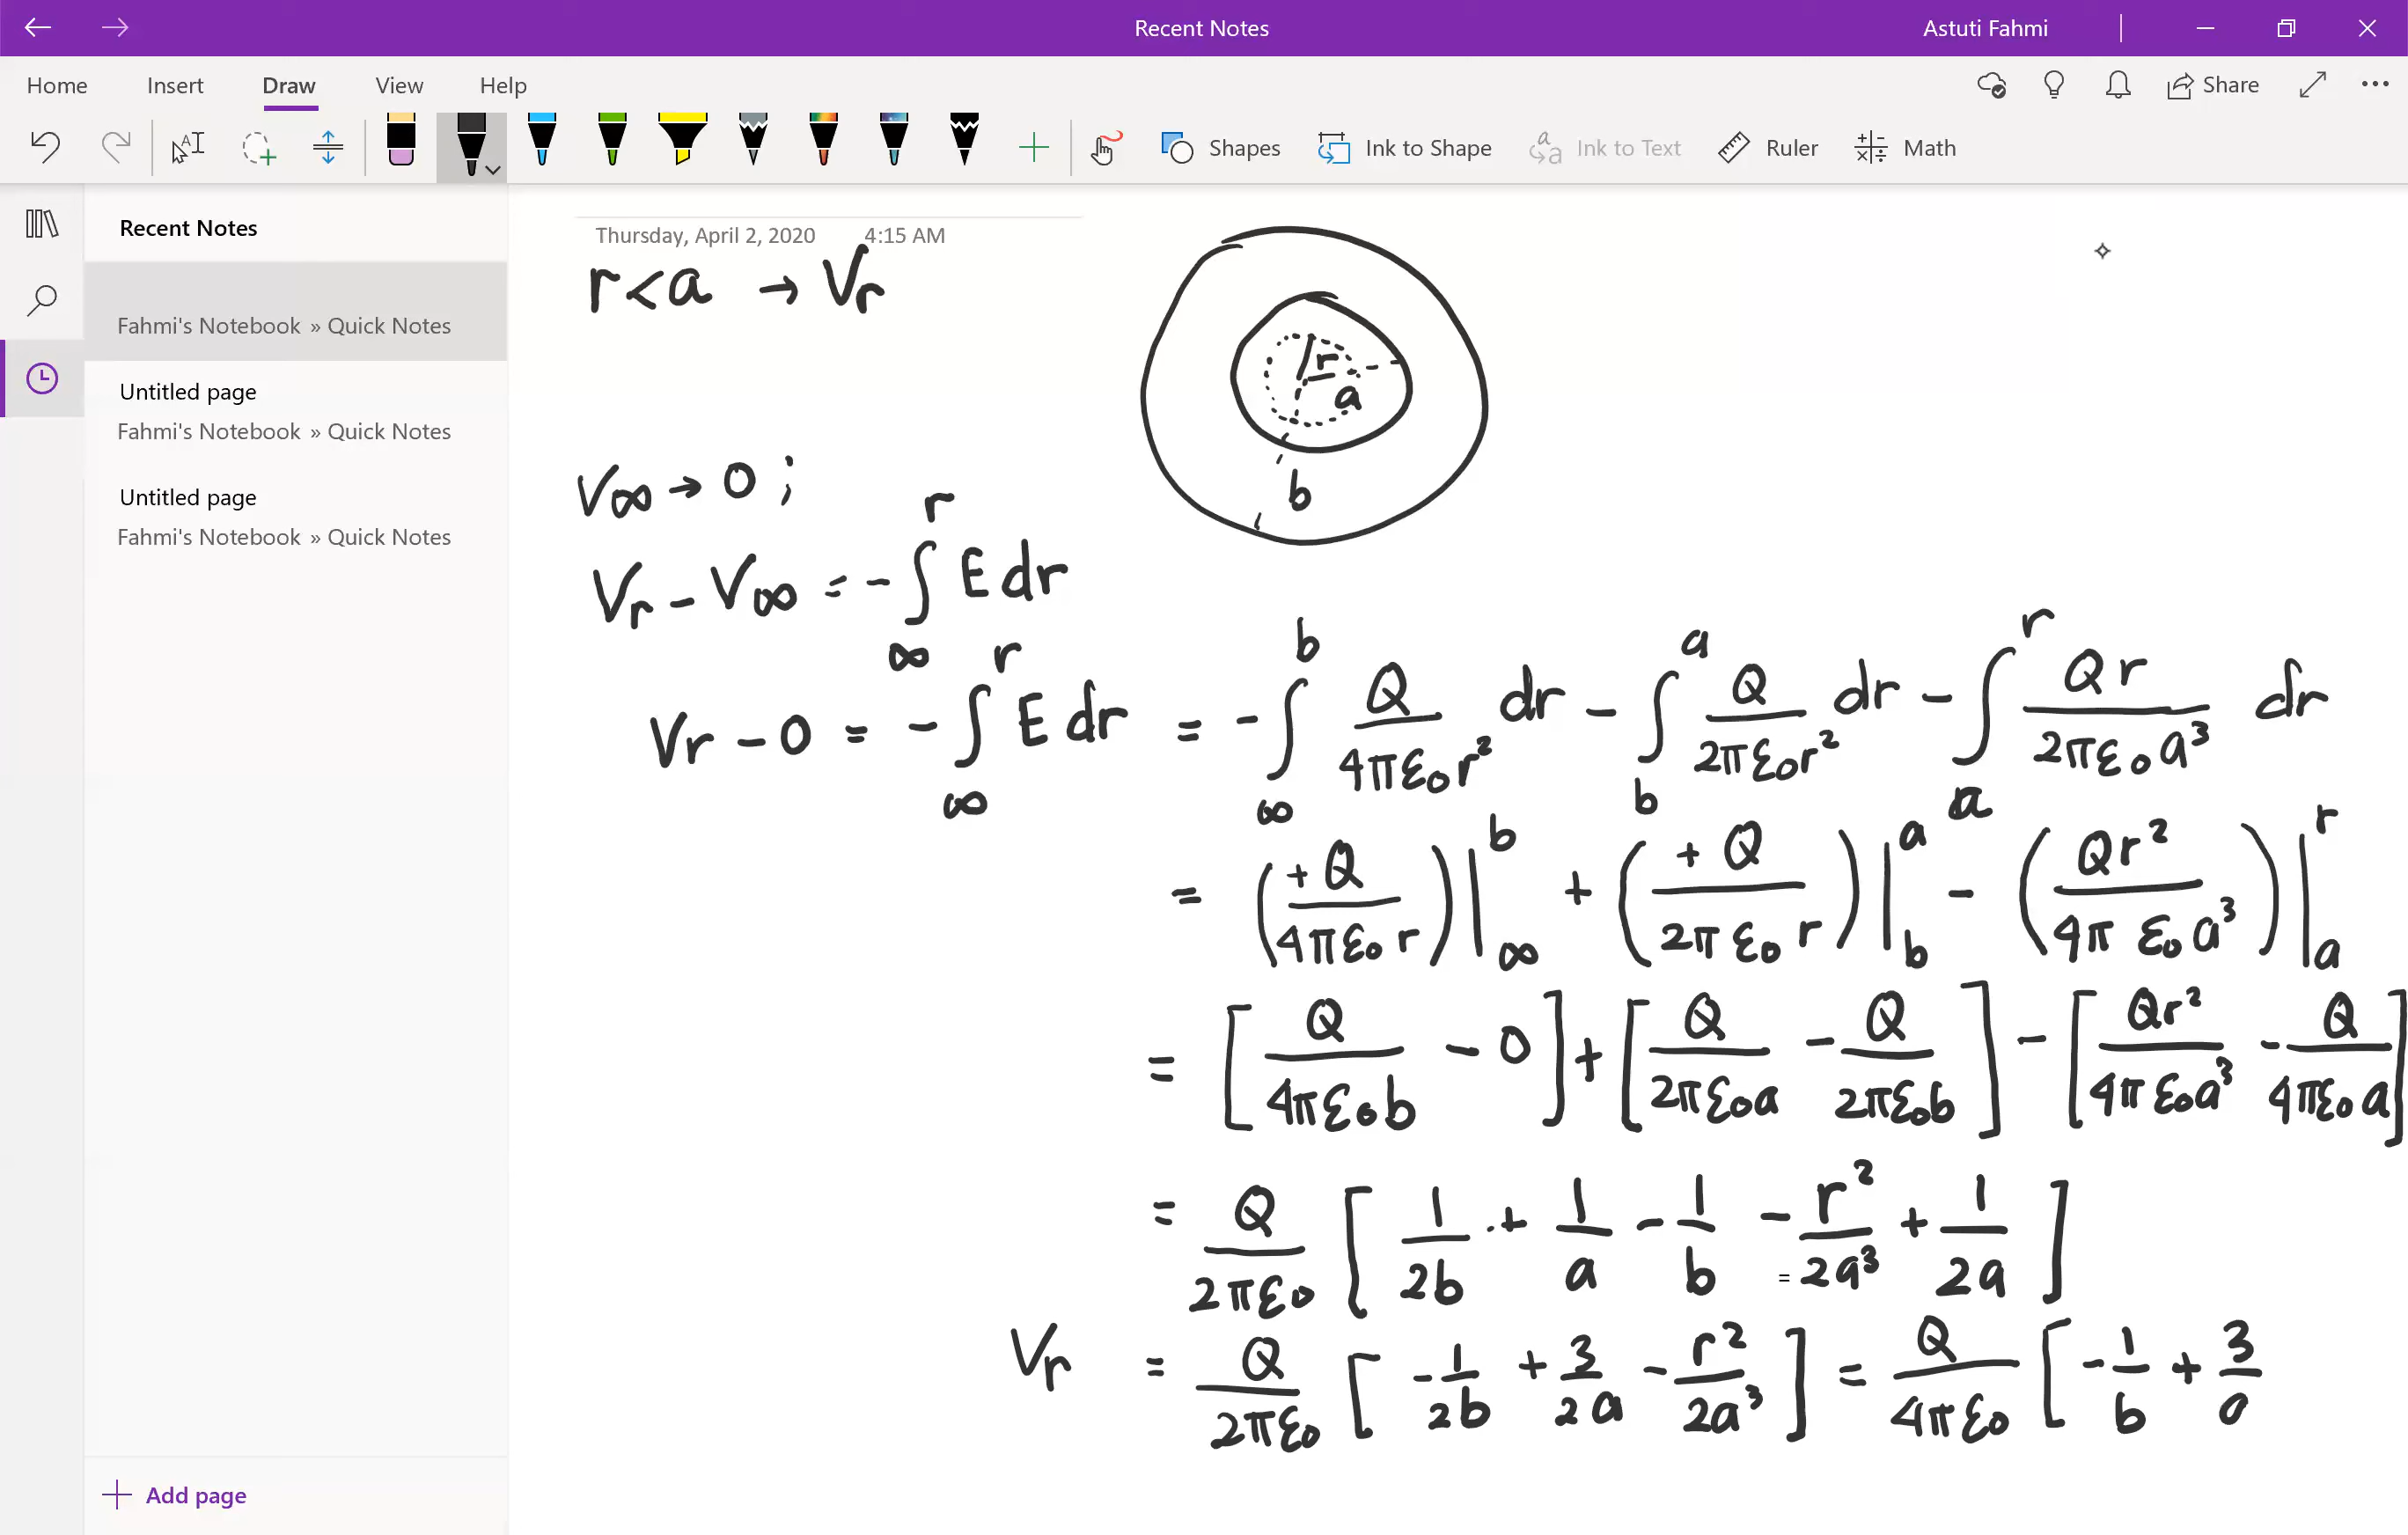 Recent Notes
Astuti Fahmi
Home Insert Draw View Help
Share
Shapes Ink to Shape Ink to Text Ruler Math
Recent Notes
Fahmi's Notebook » Quick Notes
Untitled page
Fahmi's Notebook » Quick Notes
Untitled page
Fahmi's Notebook » Quick Notes
Add page
Thursday, April 2, 2020 4:15 AM
r < a → Vr
r
a
b
V∞ → 0 ;
Vr - V∞ = - ∫_∞^r E dr
Vr - 0 = - ∫_∞^r E dr = - ∫_∞^b Q/(4πε₀r²) dr - ∫_b^a Q/(2πε₀r²) dr - ∫_a^r Qr/(2πε₀a³) dr
= (+Q/(4πε₀r))|_∞^b + (+Q/(2πε₀r))|_b^a - (Qr²/(4πε₀a³))|_a^r
= [Q/(4πε₀b) - 0] + [Q/(2πε₀a) - Q/(2πε₀b)] - [Qr²/(4πε₀a³) - Q/(4πε₀a)]
= Q/(2πε₀) [1/(2b) + 1/a - 1/b - r²/(2a³) + 1/(2a)]
Vr = Q/(2πε₀) [-1/(2b) + 3/(2a) - r²/(2a³)] = Q/(4πε₀) [-1/b + 3/